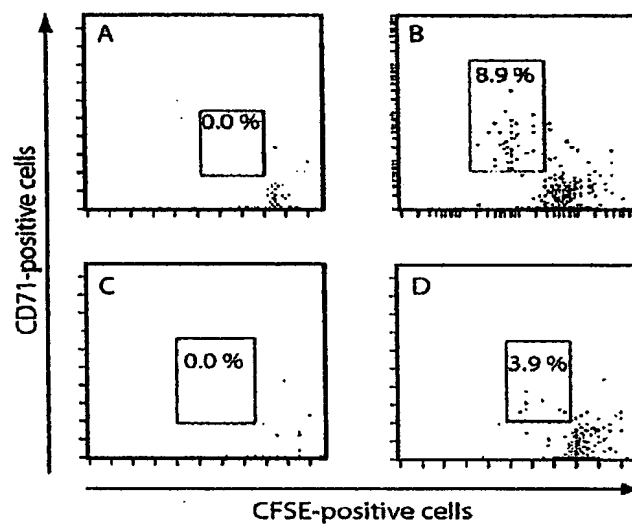 A
0.0 %
B
8.9 %
C
0.0 %
D
3.9 %
CD71-positive cells
CFSE-positive cells